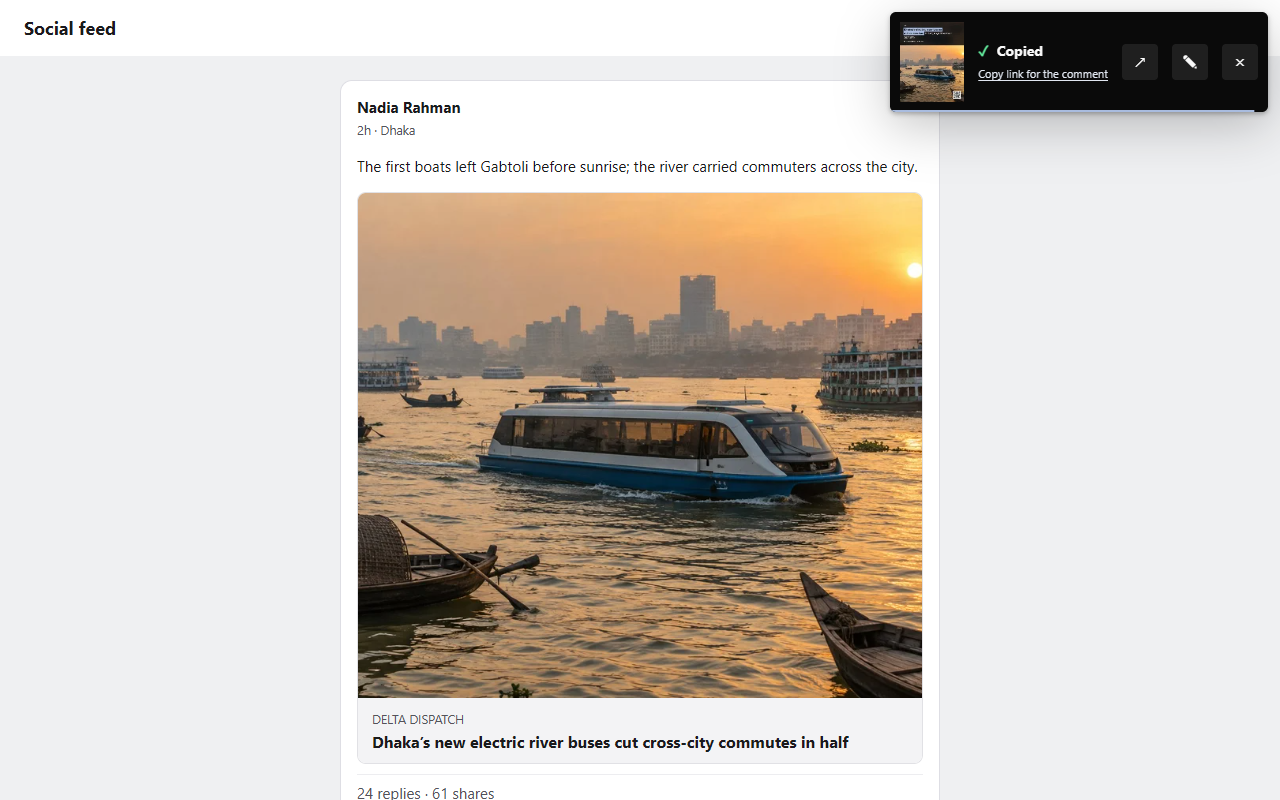 Social feed
✓ Copied
Copy link for the comment
Nadia Rahman
2h · Dhaka
The first boats left Gabtoli before sunrise; the river carried commuters across the city.
DELTA DISPATCH
Dhaka's new electric river buses cut cross-city commutes in half
24 replies · 61 shares